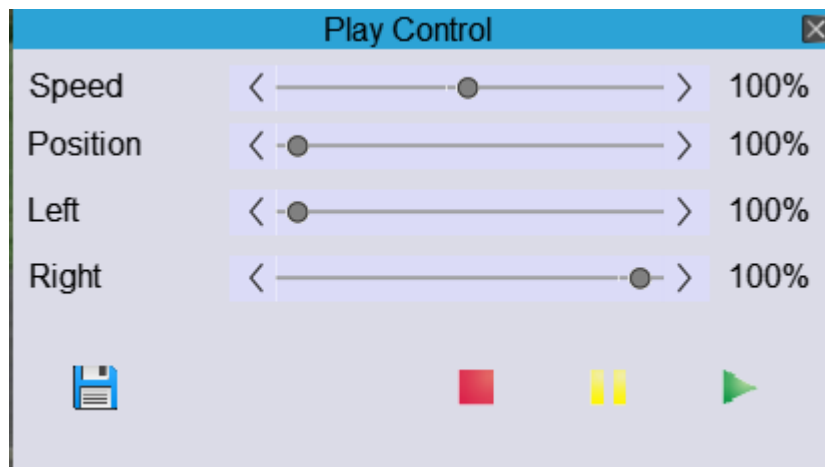 Play Control
Speed 100%
Position 100%
Left 100%
Right 100%